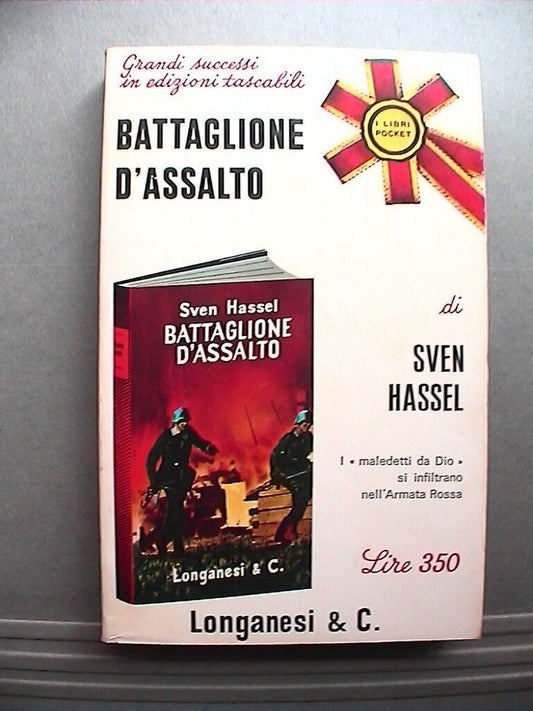 Grandi successi
in edizioni tascabili
I LIBRI
POCKET
BATTAGLIONE
D'ASSALTO
Sven Hassel
BATTAGLIONE
D'ASSALTO
Longanesi & C.
di
SVEN
HASSEL
I « maledetti da Dio »
si infiltrano
nell'Armata Rossa
Lire 350
Longanesi & C.